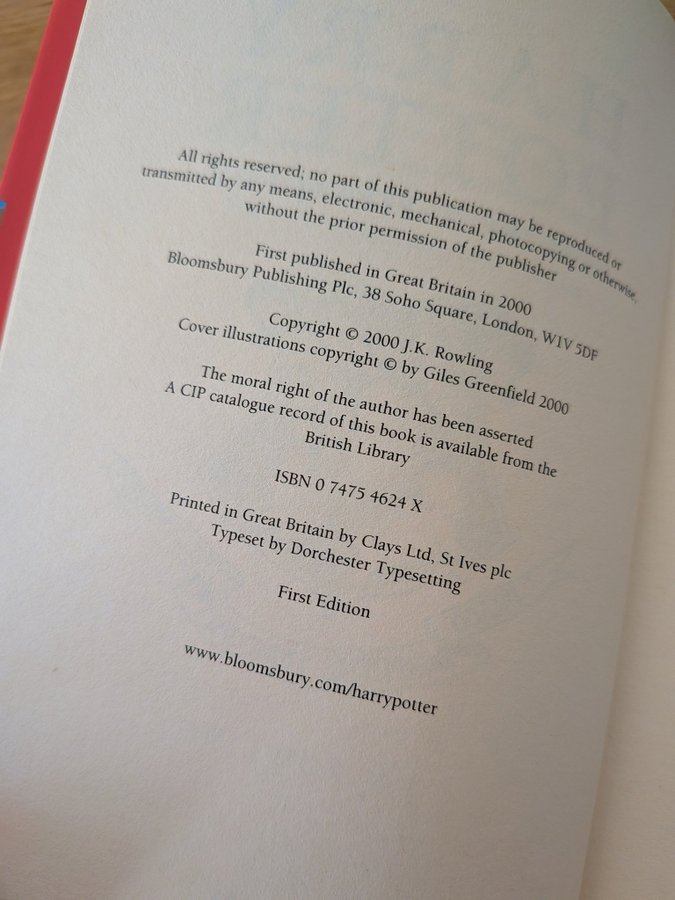 All rights reserved; no part of this publication may be reproduced or
transmitted by any means, electronic, mechanical, photocopying or otherwise,
without the prior permission of the publisher
First published in Great Britain in 2000
Bloomsbury Publishing Plc, 38 Soho Square, London, W1V 5DF
Copyright © 2000 J.K. Rowling
Cover illustrations copyright © by Giles Greenfield 2000
The moral right of the author has been asserted
A CIP catalogue record of this book is available from the
British Library
ISBN 0 7475 4624 X
Printed in Great Britain by Clays Ltd, St Ives plc
Typeset by Dorchester Typesetting
First Edition
www.bloomsbury.com/harrypotter